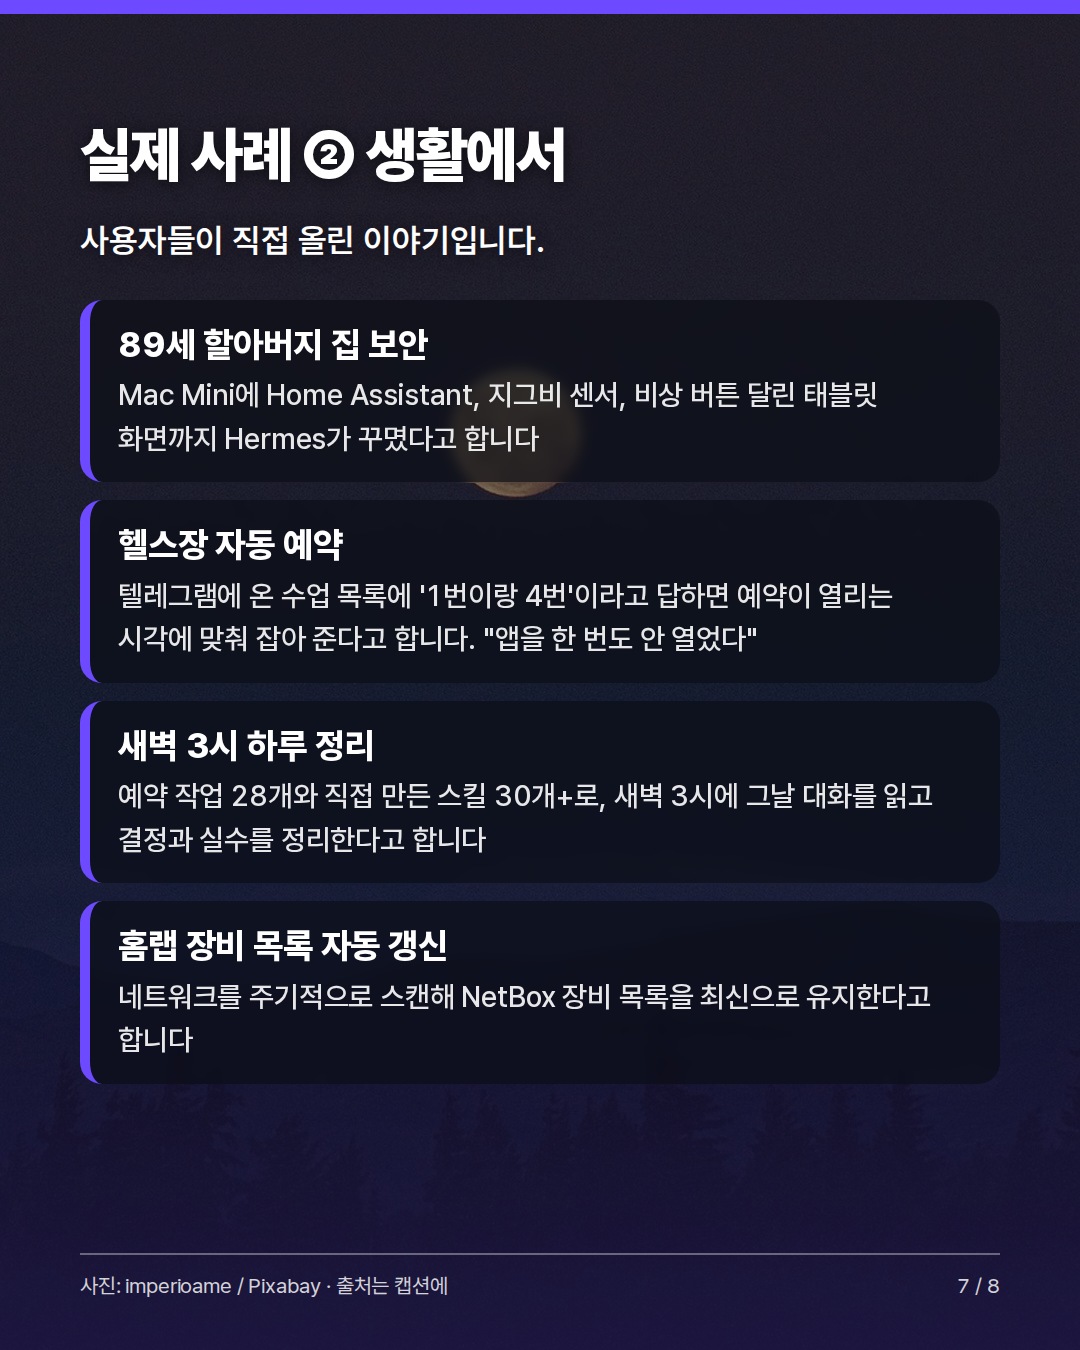 실제 사례 ② 생활에서
사용자들이 직접 올린 이야기입니다.
89세 할아버지 집 보안
Mac Mini에 Home Assistant, 지그비 센서, 비상 버튼 달린 태블릿
화면까지 Hermes가 꾸몄다고 합니다
헬스장 자동 예약
텔레그램에 온 수업 목록에 '1번이랑 4번'이라고 답하면 예약이 열리는
시각에 맞춰 잡아 준다고 합니다. "앱을 한 번도 안 열었다"
새벽 3시 하루 정리
예약 작업 28개와 직접 만든 스킬 30개+로, 새벽 3시에 그날 대화를 읽고
결정과 실수를 정리한다고 합니다
홈랩 장비 목록 자동 갱신
네트워크를 주기적으로 스캔해 NetBox 장비 목록을 최신으로 유지한다고
합니다
사진: imperioame / Pixabay · 출처는 캡션에
7 / 8